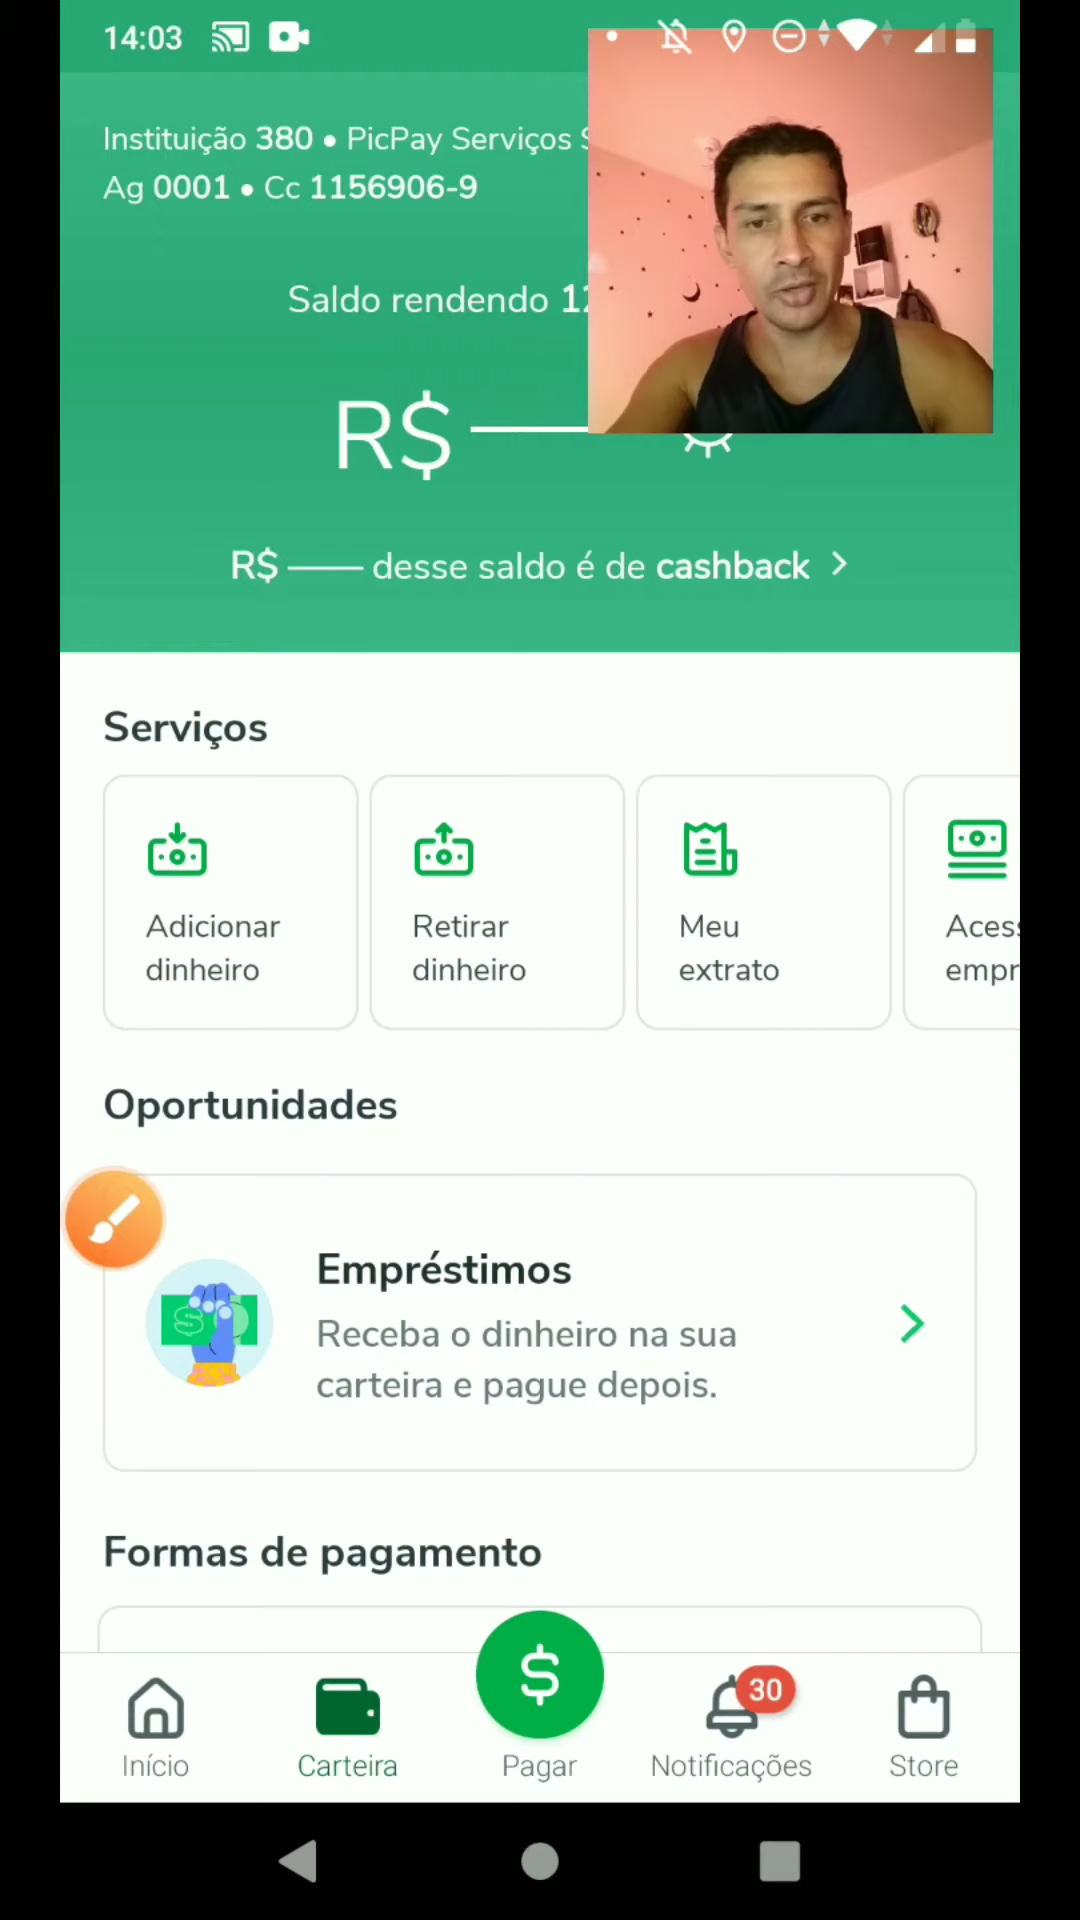 14:03
Instituição 380 • PicPay Serviços
Ag 0001 • Cc 1156906-9
Saldo rendendo
R$
R$ desse saldo é de cashback
Serviços
Adicionar
dinheiro
Retirar
dinheiro
Meu
extrato
Oportunidades
Empréstimos
Receba o dinheiro na sua
carteira e pague depois.
Formas de pagamento
30
Início
Carteira
Pagar
Notificações
Store